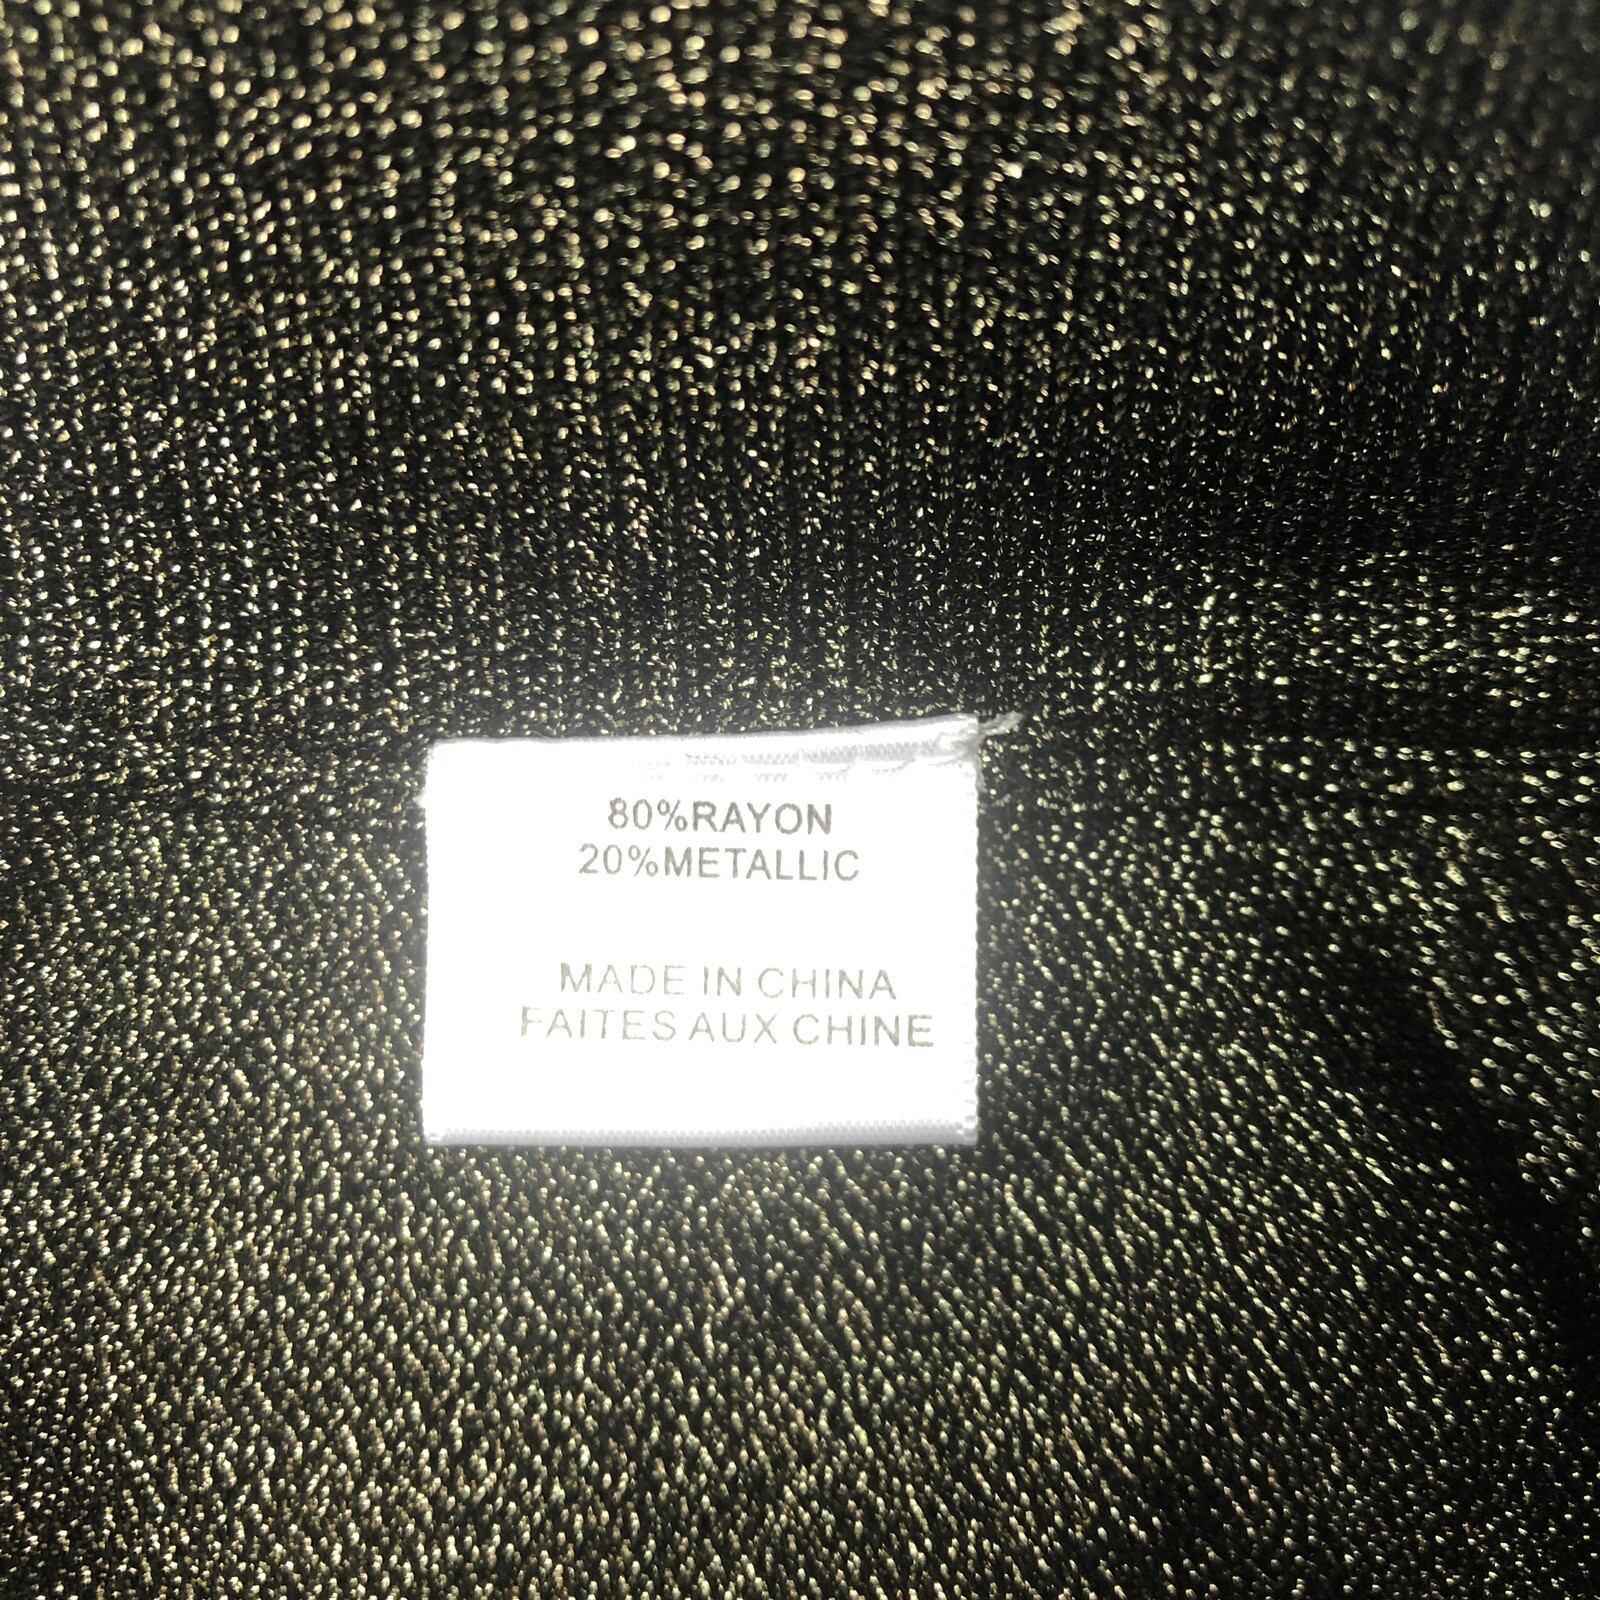 80%RAYON
20%METALLIC
MADE IN CHINA
FAITES AUX CHINE